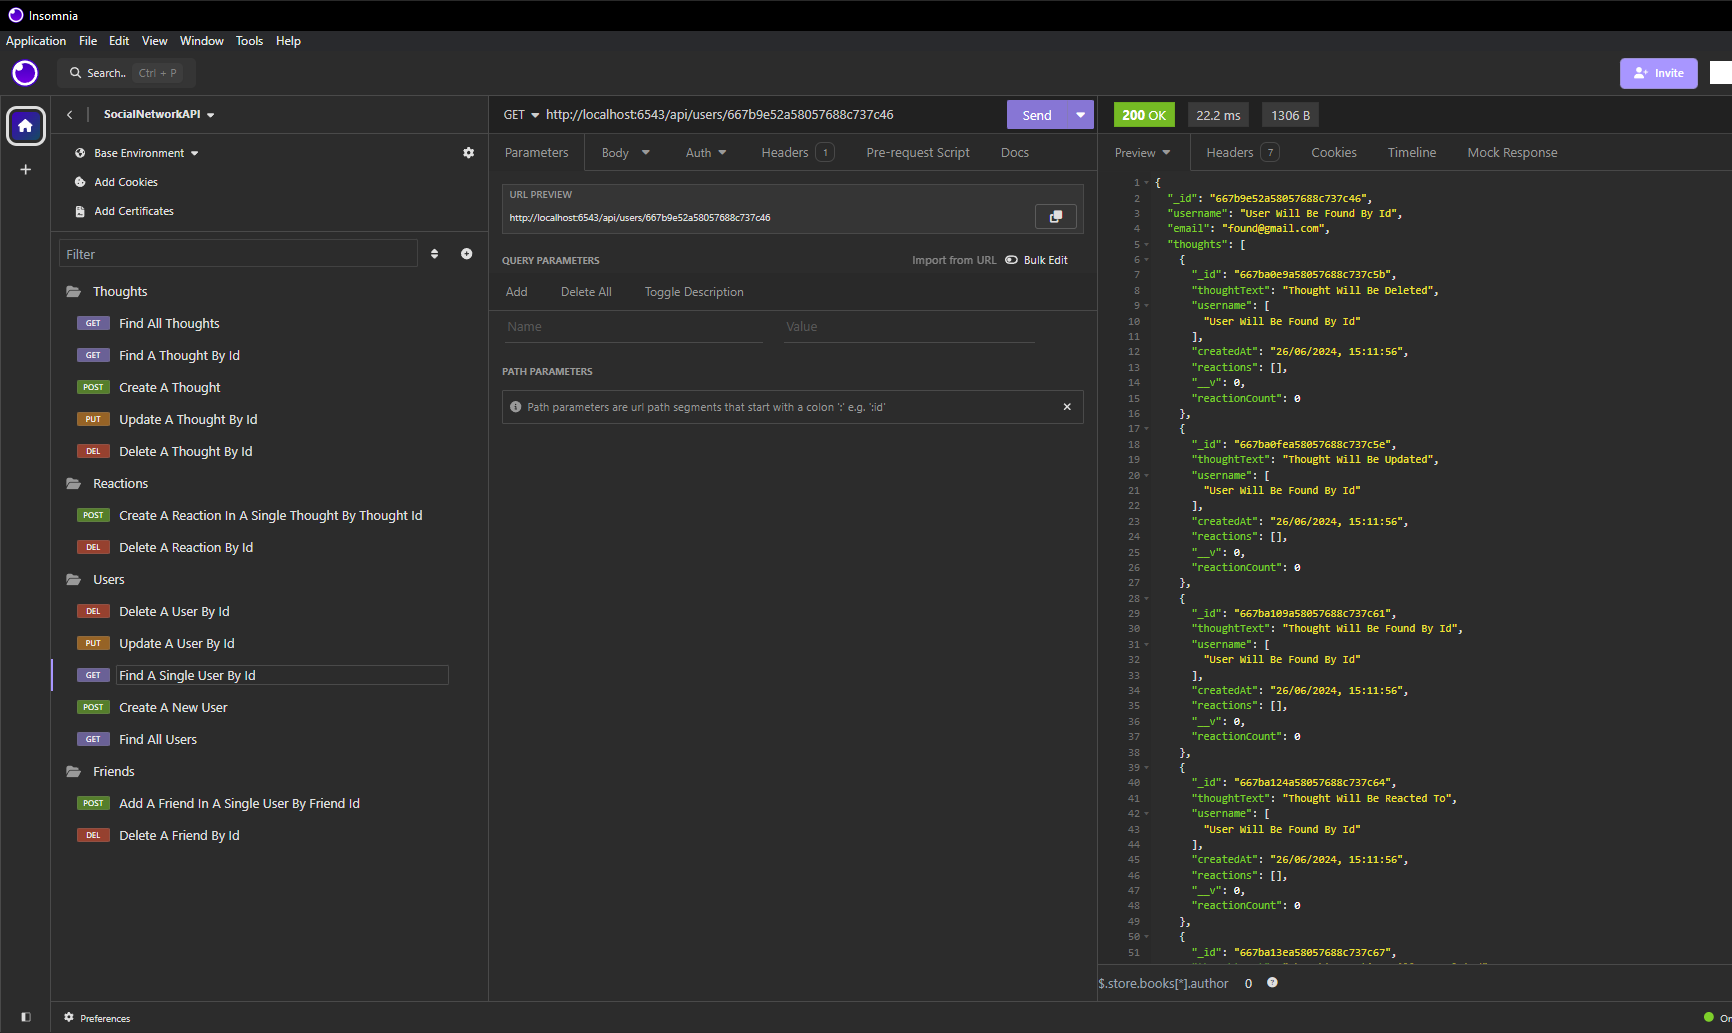 Insomnia
Application File Edit View Window Tools Help
Search.. Ctrl + P
Invite
SocialNetworkAPI
Base Environment
Add Cookies
Add Certificates
Filter
Thoughts
GET Find All Thoughts
GET Find A Thought By Id
POST Create A Thought
PUT Update A Thought By Id
DEL Delete A Thought By Id
Reactions
POST Create A Reaction In A Single Thought By Thought Id
DEL Delete A Reaction By Id
Users
DEL Delete A User By Id
PUT Update A User By Id
GET Find A Single User By Id
POST Create A New User
GET Find All Users
Friends
POST Add A Friend In A Single User By Friend Id
DEL Delete A Friend By Id
GET http://localhost:6543/api/users/667b9e52a58057688c737c46 Send
Parameters Body Auth Headers 1 Pre-request Script Docs
URL PREVIEW
http://localhost:6543/api/users/667b9e52a58057688c737c46
QUERY PARAMETERS Import from URL Bulk Edit
Add Delete All Toggle Description
Name Value
PATH PARAMETERS
Path parameters are url path segments that start with a colon ':' e.g. ':id'
200 OK 22.2 ms 1306 B
Preview Headers 7 Cookies Timeline Mock Response
1 {
2 "_id": "667b9e52a58057688c737c46",
3 "username": "User Will Be Found By Id",
4 "email": "found@gmail.com",
5 "thoughts": [
6 {
7 "_id": "667ba0e9a58057688c737c5b",
8 "thoughtText": "Thought Will Be Deleted",
9 "username": [
10 "User Will Be Found By Id"
11 ],
12 "createdAt": "26/06/2024, 15:11:56",
13 "reactions": [],
14 "__v": 0,
15 "reactionCount": 0
16 },
17 {
18 "_id": "667ba0fea58057688c737c5e",
19 "thoughtText": "Thought Will Be Updated",
20 "username": [
21 "User Will Be Found By Id"
22 ],
23 "createdAt": "26/06/2024, 15:11:56",
24 "reactions": [],
25 "__v": 0,
26 "reactionCount": 0
27 },
28 {
29 "_id": "667ba109a58057688c737c61",
30 "thoughtText": "Thought Will Be Found By Id",
31 "username": [
32 "User Will Be Found By Id"
33 ],
34 "createdAt": "26/06/2024, 15:11:56",
35 "reactions": [],
36 "__v": 0,
37 "reactionCount": 0
38 },
39 {
40 "_id": "667ba124a58057688c737c64",
41 "thoughtText": "Thought Will Be Reacted To",
42 "username": [
43 "User Will Be Found By Id"
44 ],
45 "createdAt": "26/06/2024, 15:11:56",
46 "reactions": [],
47 "__v": 0,
48 "reactionCount": 0
49 },
50 {
51 "_id": "667ba13ea58057688c737c67",
$.store.books[*].author 0
Preferences